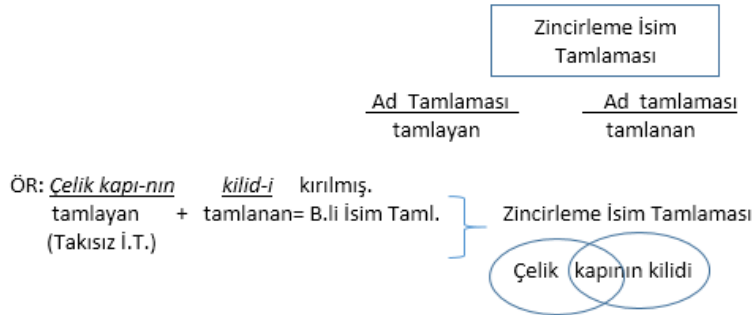 Zincirleme İsim
Tamlaması
Ad Tamlaması Ad tamlaması
tamlayan tamlanan
ÖR: Çelik kapı-nın kilid-i kırılmış.
tamlayan + tamlanan= B.li İsim Taml. Zincirleme İsim Tamlaması
(Takısız İ.T.)
Çelik kapının kilidi